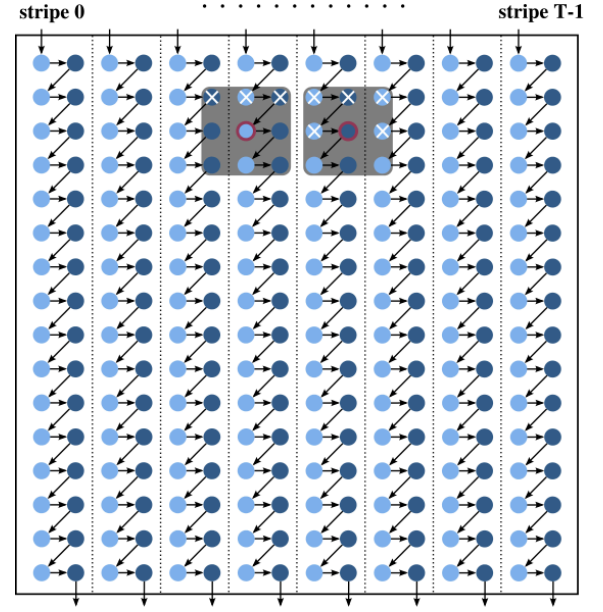 stripe 0 . . . . . . . . . . . . stripe T-1